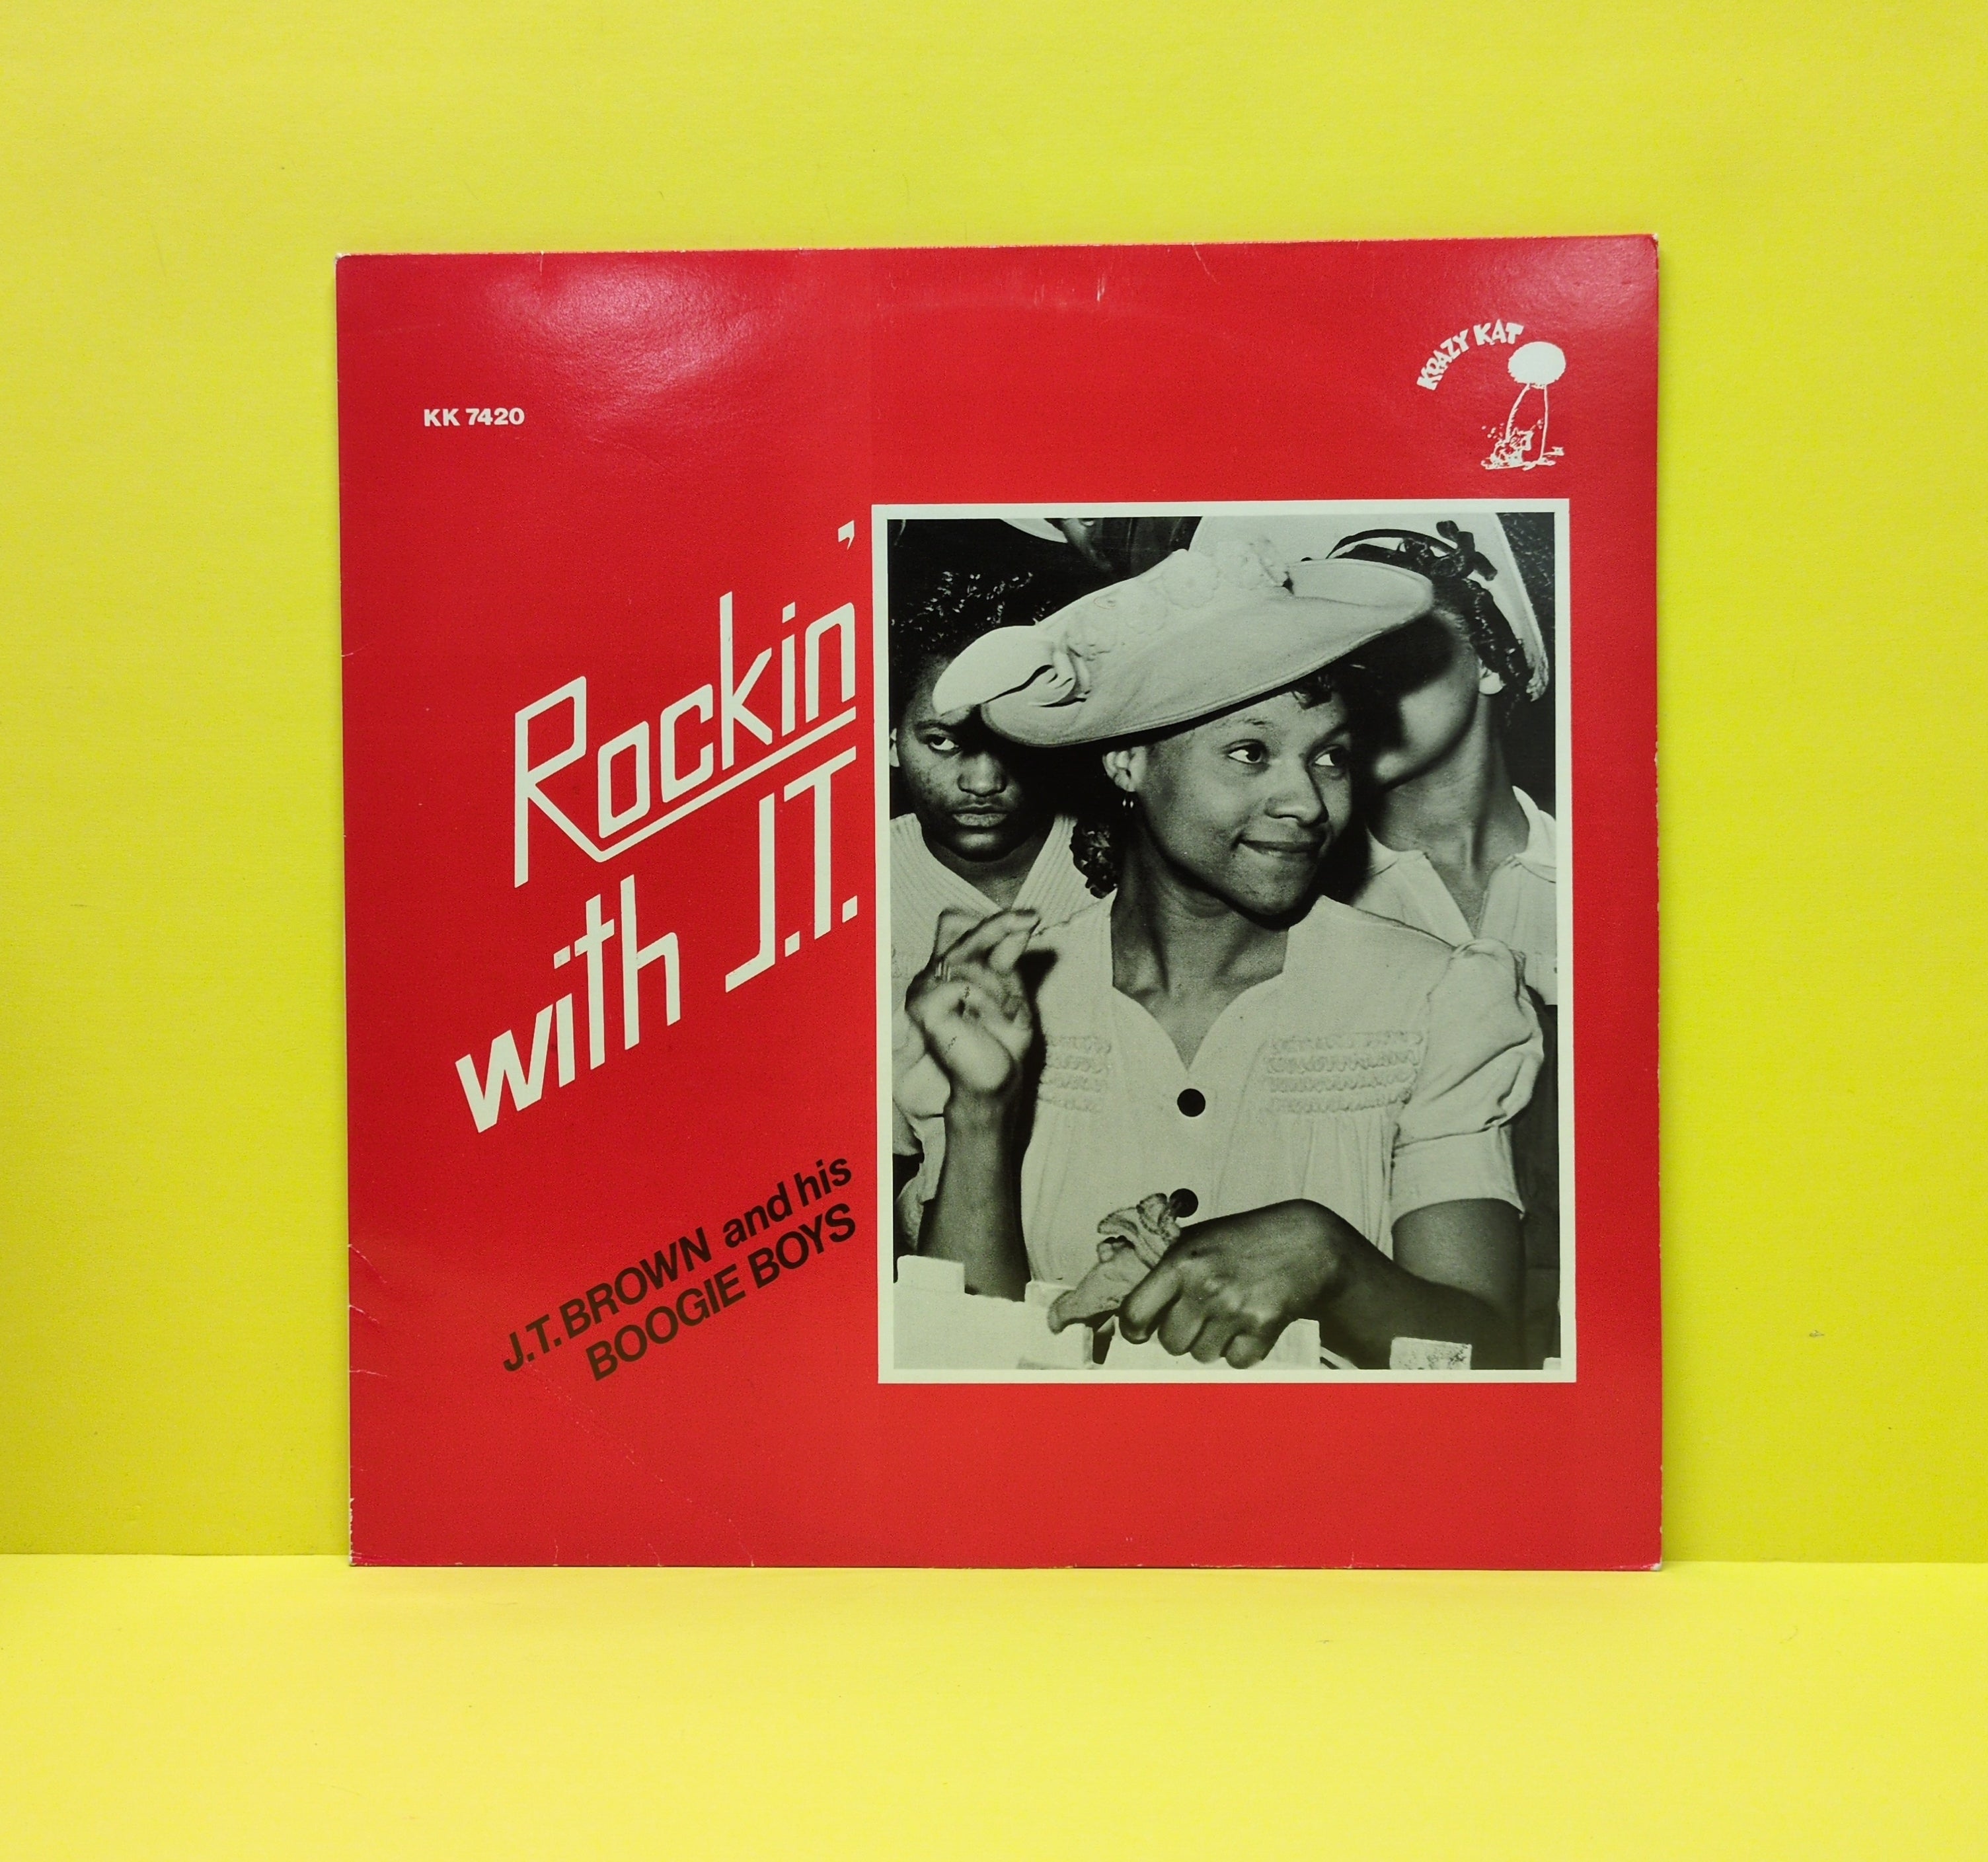 KRAZY KAT
KK 7420
Rockin'
with J.T.
J.T. BROWN and his
BOOGIE BOYS